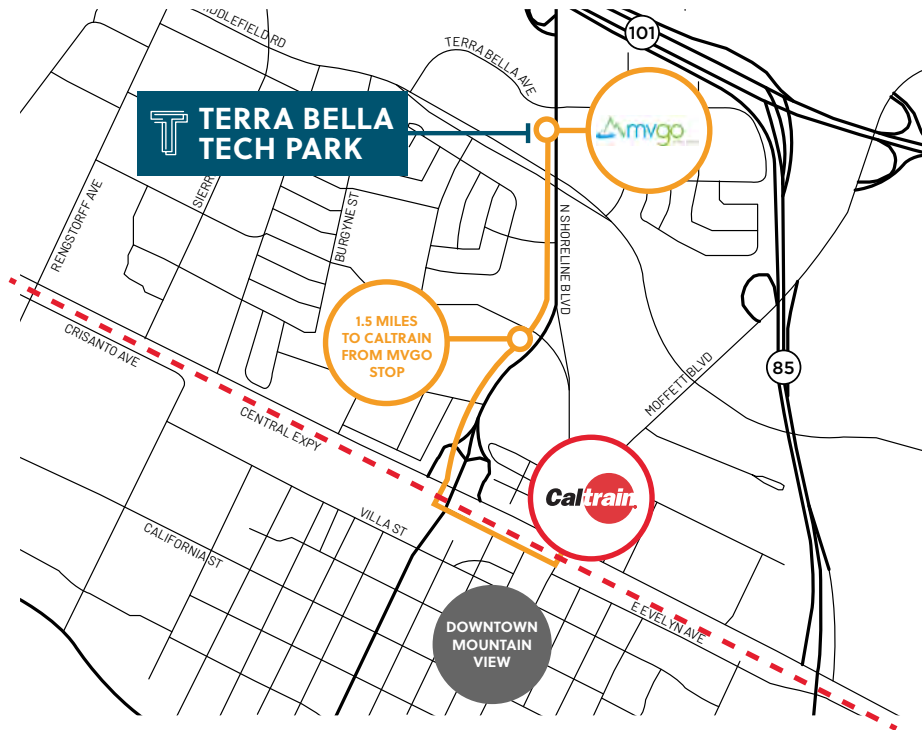 101
TERRA BELLA AVE
TERRA BELLA
TECH PARK
mvgo
RENGSTORFF AVE
BURGYNE ST
N SHORELINE BLVD
1.5 MILES
TO CALTRAIN
FROM MVGO
STOP
CRISANTO AVE
MOFFETT BLVD
85
CENTRAL EXPY
Caltrain
VILLA ST
CALIFORNIA ST
E EVELYN AVE
DOWNTOWN
MOUNTAIN
VIEW